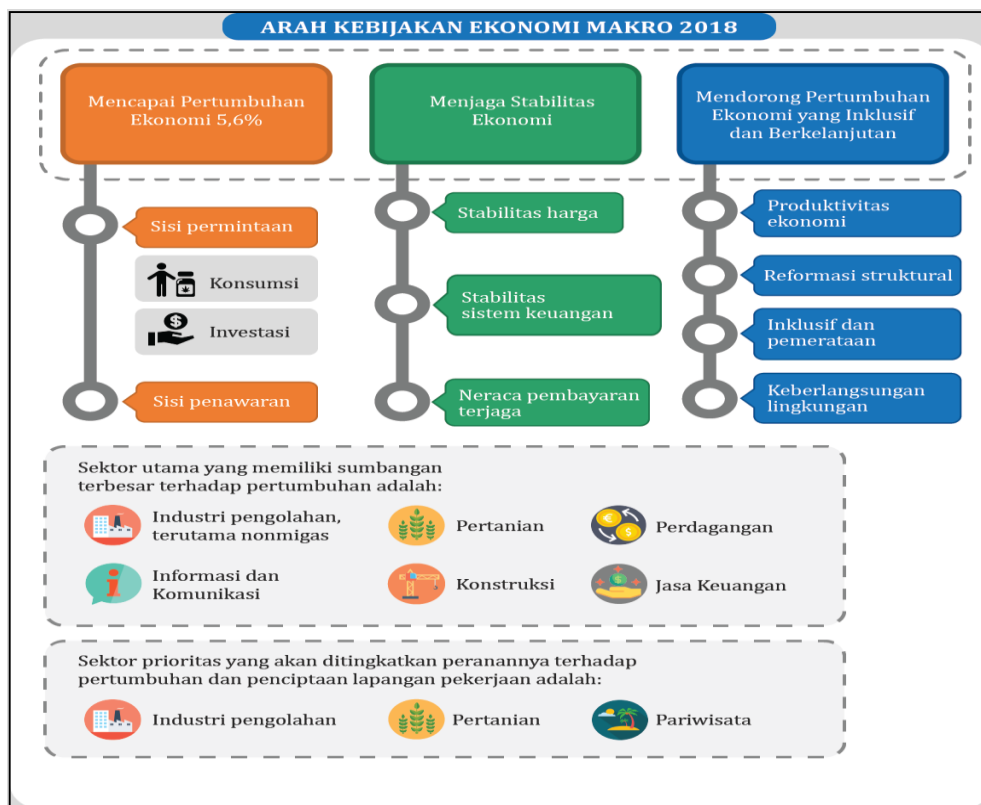 ARAH KEBIJAKAN EKONOMI MAKRO 2018
Mencapai Pertumbuhan
Ekonomi 5,6%
Sisi permintaan
Konsumsi
Investasi
Sisi penawaran
Menjaga Stabilitas
Ekonomi
Stabilitas harga
Stabilitas
sistem keuangan
Neraca pembayaran
terjaga
Mendorong Pertumbuhan
Ekonomi yang Inklusif
dan Berkelanjutan
Produktivitas
ekonomi
Reformasi struktural
Inklusif dan
pemerataan
Keberlangsungan
lingkungan
Sektor utama yang memiliki sumbangan
terbesar terhadap pertumbuhan adalah:
Industri pengolahan,
terutama nonmigas
Pertanian
Perdagangan
Informasi dan
Komunikasi
Konstruksi
Jasa Keuangan
Sektor prioritas yang akan ditingkatkan peranannya terhadap
pertumbuhan dan penciptaan lapangan pekerjaan adalah:
Industri pengolahan
Pertanian
Pariwisata